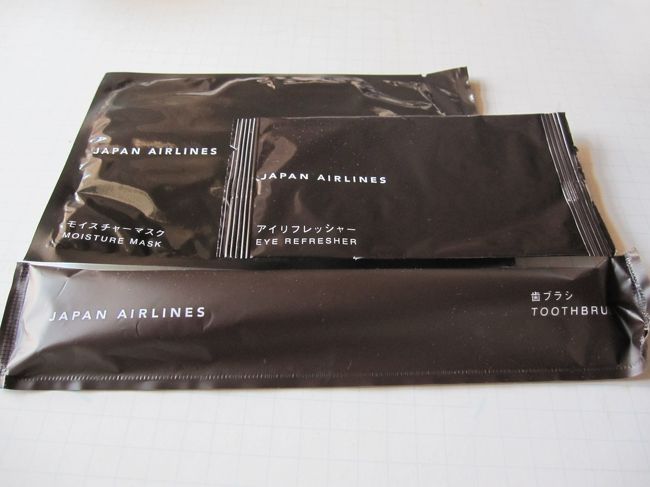 JAPAN AIRLINES
モイスチャーマスク
MOISTURE MASK
JAPAN AIRLINES
アイリフレッシャー
EYE REFRESHER
JAPAN AIRLINES
歯ブラシ
TOOTHBRU